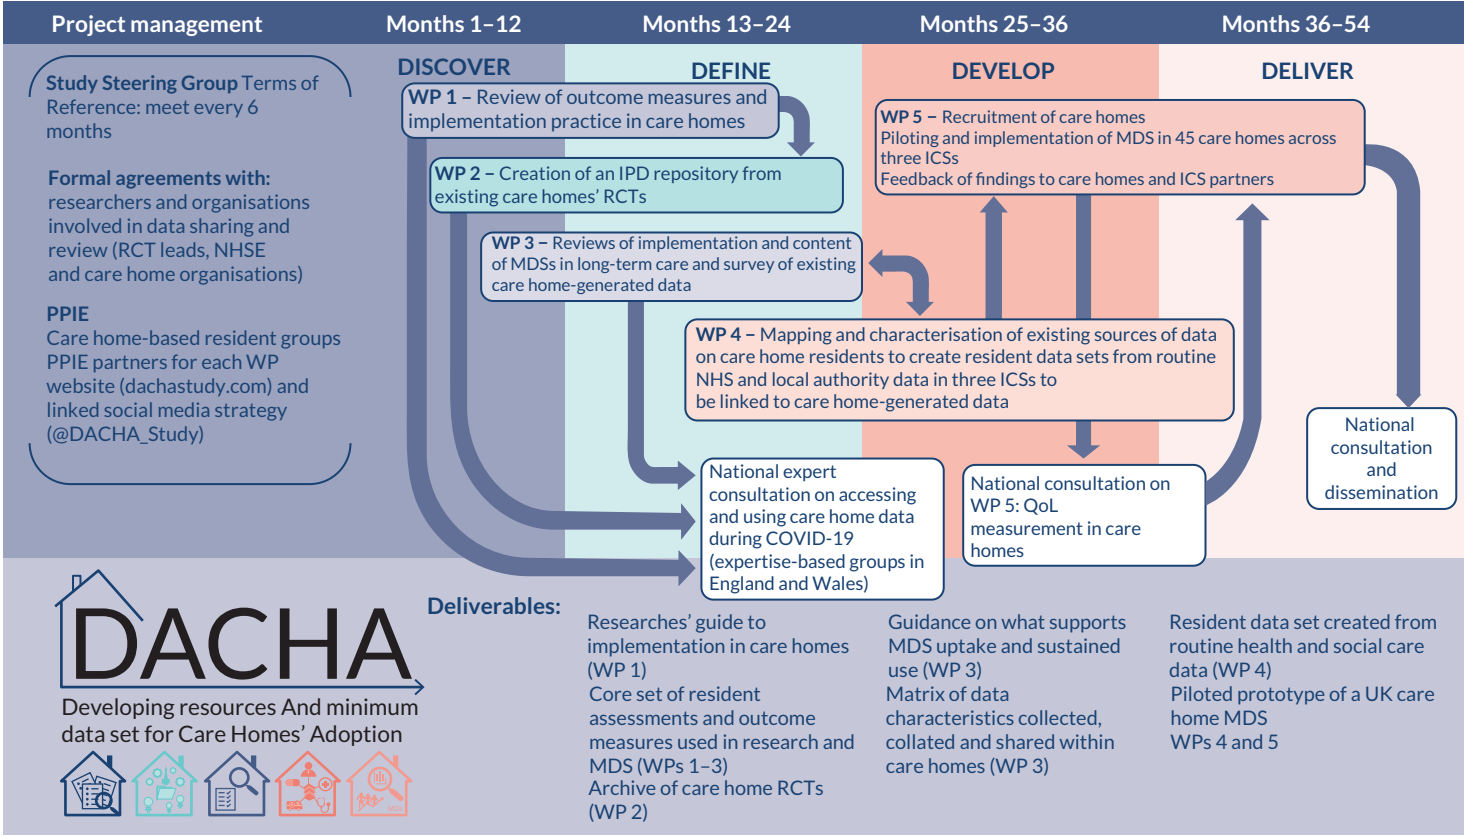 Project management
Months 1–12
Months 13–24
Months 25–36
Months 36–54
Study Steering Group Terms of
Reference: meet every 6
months
Formal agreements with:
researchers and organisations
involved in data sharing and
review (RCT leads, NHSE
and care home organisations)
PPIE
Care home-based resident groups
PPIE partners for each WP
website (dachastudy.com) and
linked social media strategy
(@DACHA_Study)
DISCOVER
DEFINE
DEVELOP
DELIVER
WP 1 – Review of outcome measures and
implementation practice in care homes
WP 2 – Creation of an IPD repository from
existing care homes’ RCTs
WP 3 – Reviews of implementation and content
of MDSs in long-term care and survey of existing
care home-generated data
WP 4 – Mapping and characterisation of existing sources of data
on care home residents to create resident data sets from routine
NHS and local authority data in three ICSs to
be linked to care home-generated data
WP 5 – Recruitment of care homes
Piloting and implementation of MDS in 45 care homes across
three ICSs
Feedback of findings to care homes and ICS partners
National expert
consultation on accessing
and using care home data
during COVID-19
(expertise-based groups in
England and Wales)
National consultation on
WP 5: QoL
measurement in care
homes
National
consultation
and
dissemination
DACHA
Developing resources And minimum
data set for Care Homes’ Adoption
Deliverables:
Researches’ guide to
implementation in care homes
(WP 1)
Core set of resident
assessments and outcome
measures used in research and
MDS (WPs 1–3)
Archive of care home RCTs
(WP 2)
Guidance on what supports
MDS uptake and sustained
use (WP 3)
Matrix of data
characteristics collected,
collated and shared within
care homes (WP 3)
Resident data set created from
routine health and social care
data (WP 4)
Piloted prototype of a UK care
home MDS
WPs 4 and 5